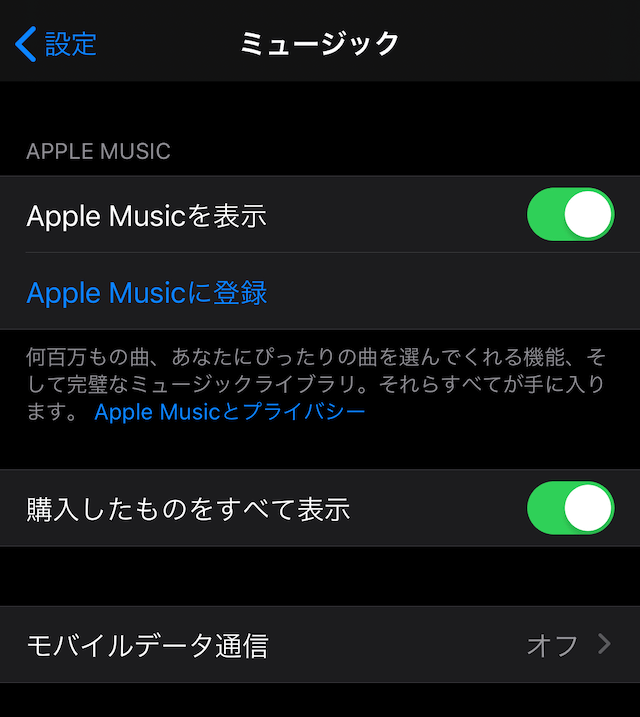 設定
ミュージック
APPLE MUSIC
Apple Musicを表示
Apple Musicに登録
何百万もの曲、あなたにぴったりの曲を選んでくれる機能、そ
して完璧なミュージックライブラリ。それらすべてが手に入り
ます。 Apple Musicとプライバシー
購入したものをすべて表示
モバイルデータ通信 オフ